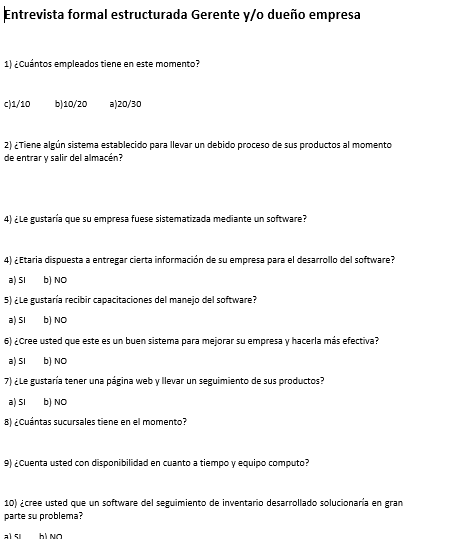 Entrevista formal estructurada Gerente y/o dueño empresa
1) ¿Cuántos empleados tiene en este momento?
c)1/10 b)10/20 a)20/30
2) ¿Tiene algún sistema establecido para llevar un debido proceso de sus productos al momento
de entrar y salir del almacén?
4) ¿Le gustaría que su empresa fuese sistematizada mediante un software?
4) ¿Etaria dispuesta a entregar cierta información de su empresa para el desarrollo del software?
a) SI b) NO
5) ¿Le gustaría recibir capacitaciones del manejo del software?
a) SI b) NO
6) ¿Cree usted que este es un buen sistema para mejorar su empresa y hacerla más efectiva?
a) SI b) NO
7) ¿Le gustaría tener una página web y llevar un seguimiento de sus productos?
a) SI b) NO
8) ¿Cuántas sucursales tiene en el momento?
9) ¿Cuenta usted con disponibilidad en cuanto a tiempo y equipo computo?
10) ¿cree usted que un software del seguimiento de inventario desarrollado solucionaría en gran
parte su problema?
a) SI b) NO